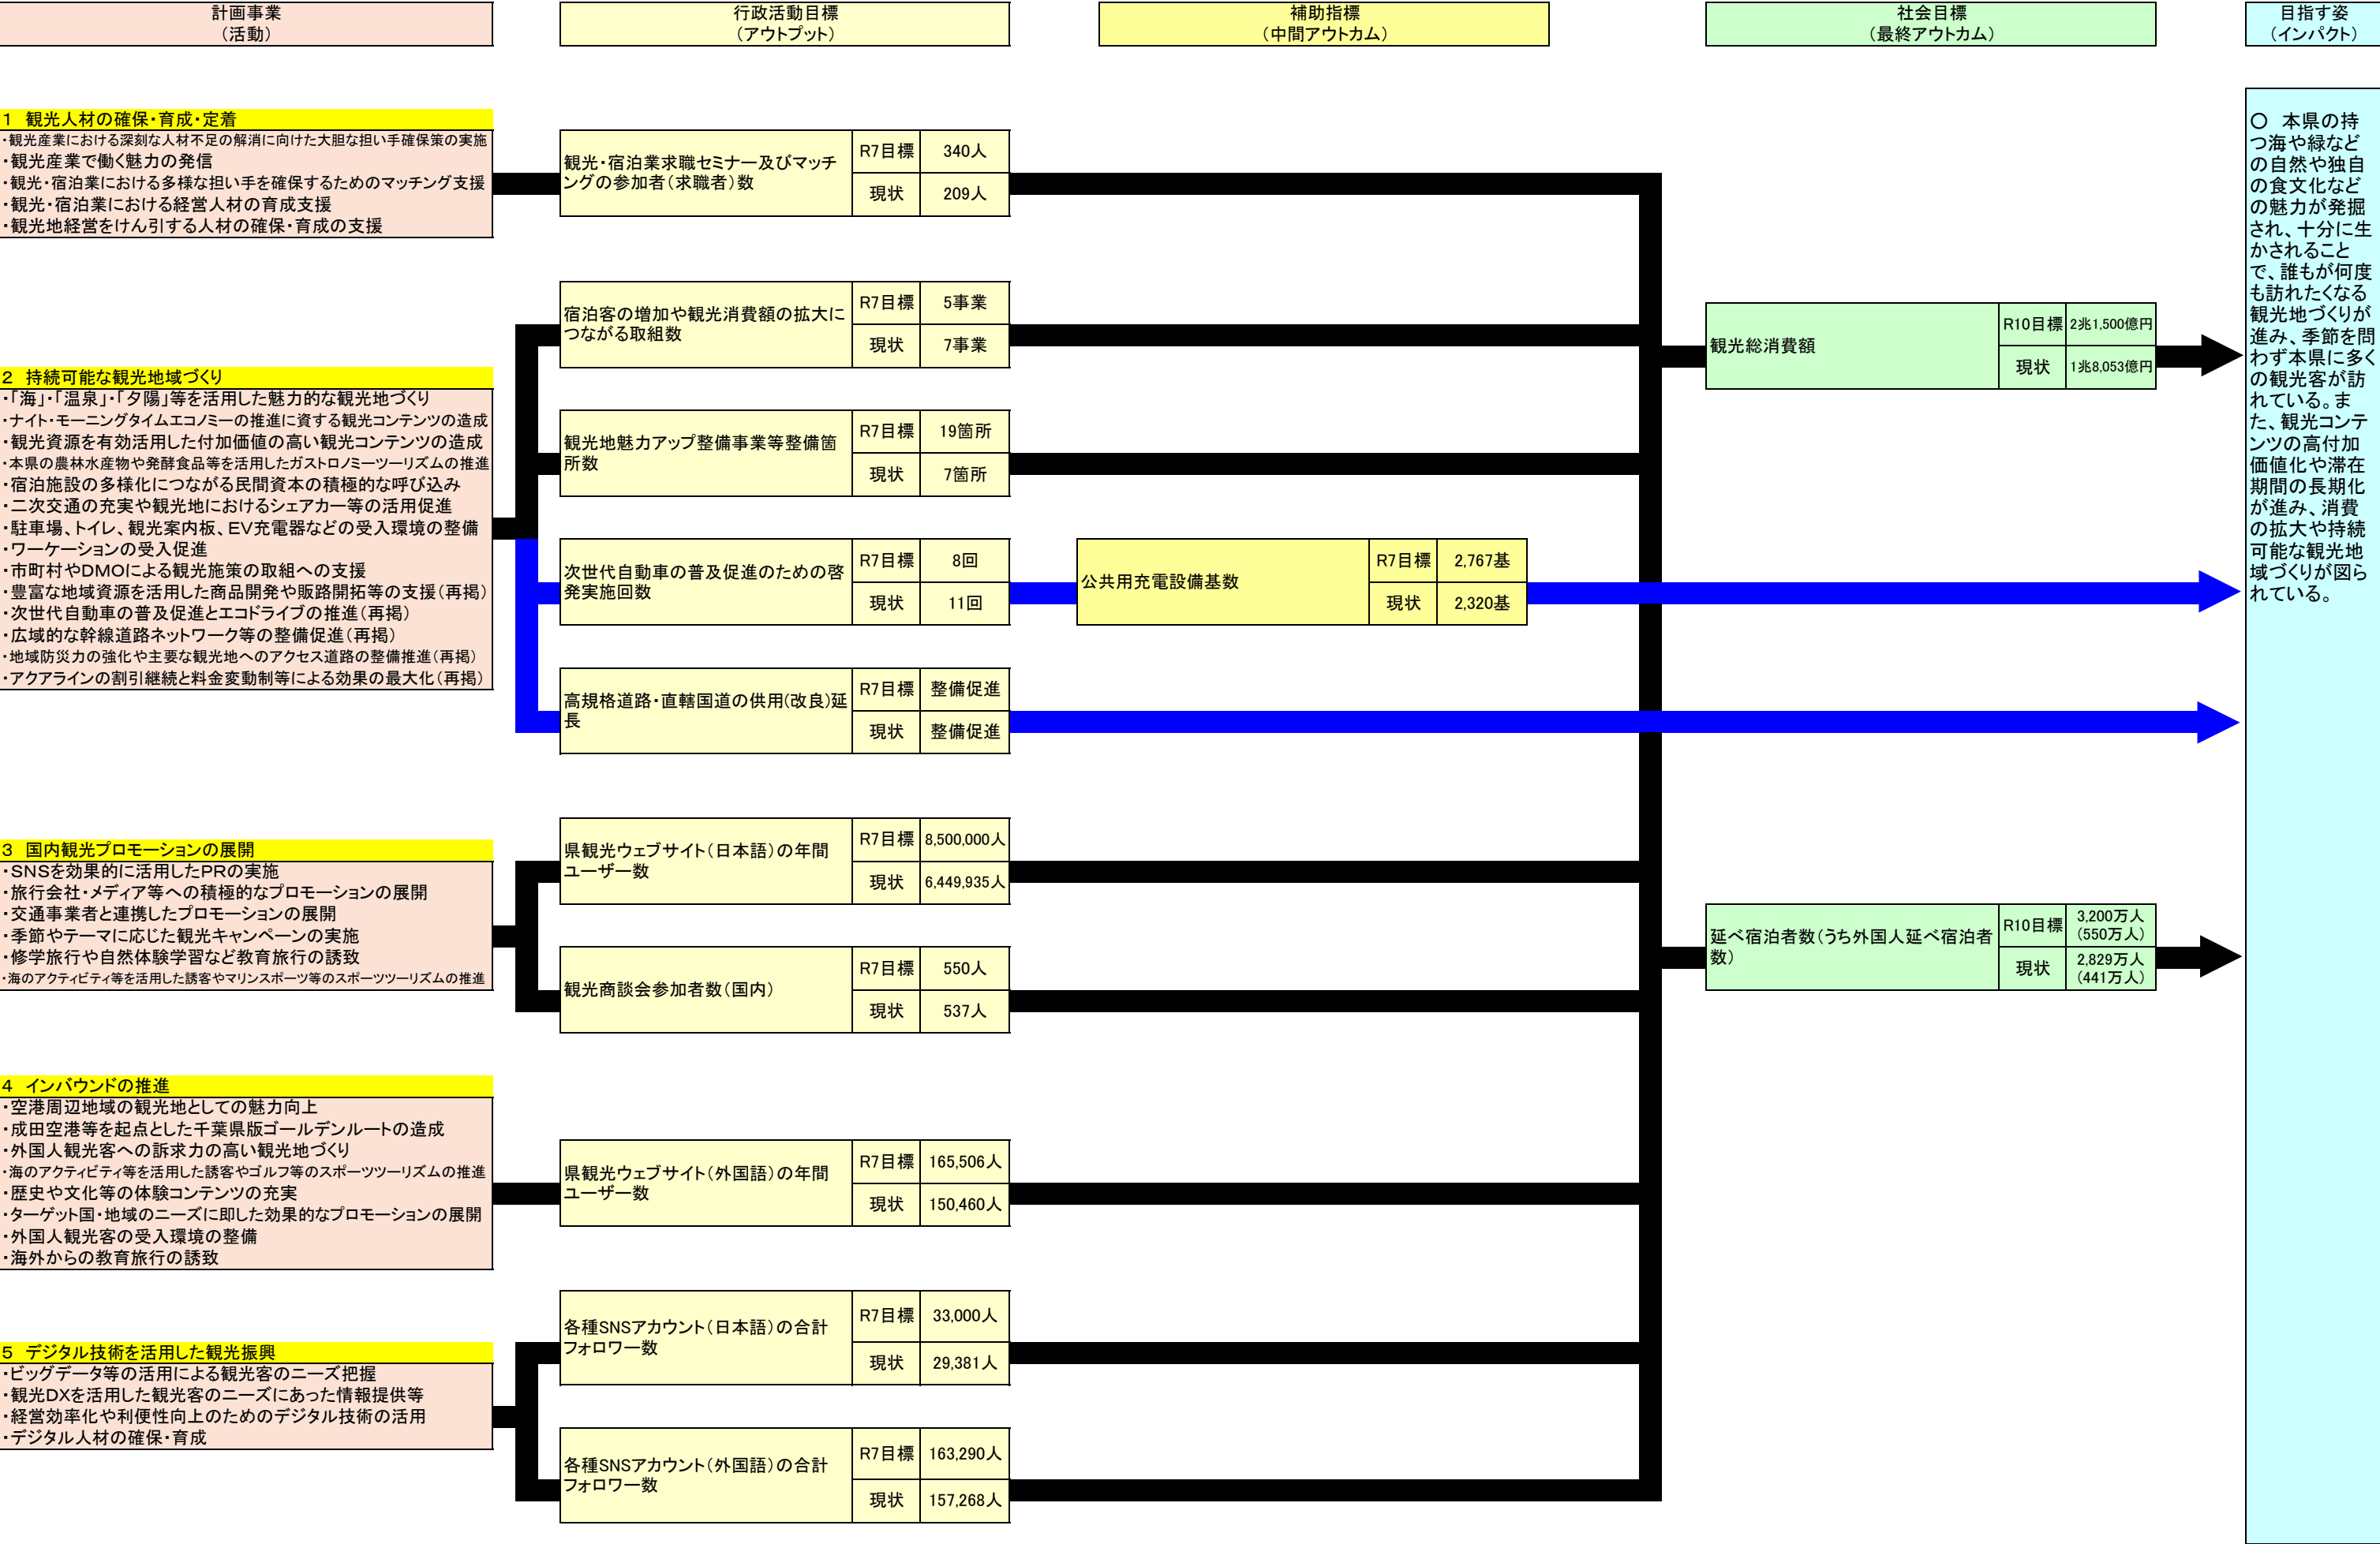 計画事業
（活動）
行政活動目標
（アウトプット）
補助指標
（中間アウトカム）
社会目標
（最終アウトカム）
目指す姿
（インパクト）
１　観光人材の確保・育成・定着
・観光産業における深刻な人材不足の解消に向けた大胆な担い手確保策の実施
・観光産業で働く魅力の発信
・観光・宿泊業における多様な担い手を確保するためのマッチング支援
・観光・宿泊業における経営人材の育成支援
・観光地経営をけん引する人材の確保・育成の支援
観光・宿泊業求職セミナー及びマッチ
ングの参加者（求職者）数
R7目標
340人
現状
209人
２　持続可能な観光地域づくり
・「海」・「温泉」・「夕陽」等を活用した魅力的な観光地づくり
・ナイト・モーニングタイムエコノミーの推進に資する観光コンテンツの造成
・観光資源を有効活用した付加価値の高い観光コンテンツの造成
・本県の農林水産物や発酵食品等を活用したガストロノミーツーリズムの推進
・宿泊施設の多様化につながる民間資本の積極的な呼び込み
・二次交通の充実や観光地におけるシェアカー等の活用促進
・駐車場、トイレ、観光案内板、ＥＶ充電器などの受入環境の整備
・ワーケーションの受入促進
・市町村やDMOによる観光施策の取組への支援
・豊富な地域資源を活用した商品開発や販路開拓等の支援（再掲）
・次世代自動車の普及促進とエコドライブの推進（再掲）
・広域的な幹線道路ネットワーク等の整備促進（再掲）
・地域防災力の強化や主要な観光地へのアクセス道路の整備推進（再掲）
・アクアラインの割引継続と料金変動制等による効果の最大化（再掲）
宿泊客の増加や観光消費額の拡大に
つながる取組数
R7目標
5事業
現状
7事業
観光地魅力アップ整備事業等整備箇
所数
R7目標
19箇所
現状
7箇所
次世代自動車の普及促進のための啓
発実施回数
R7目標
8回
現状
11回
公共用充電設備基数
R7目標
2,767基
現状
2,320基
高規格道路・直轄国道の供用(改良)延
長
R7目標
整備促進
現状
整備促進
観光総消費額
R10目標
2兆1,500億円
現状
1兆8,053億円
３　国内観光プロモーションの展開
・SNSを効果的に活用したPRの実施
・旅行会社・メディア等への積極的なプロモーションの展開
・交通事業者と連携したプロモーションの展開
・季節やテーマに応じた観光キャンペーンの実施
・修学旅行や自然体験学習など教育旅行の誘致
・海のアクティビティ等を活用した誘客やマリンスポーツ等のスポーツツーリズムの推進
県観光ウェブサイト（日本語）の年間
ユーザー数
R7目標
8,500,000人
現状
6,449,935人
観光商談会参加者数（国内）
R7目標
550人
現状
537人
延べ宿泊者数（うち外国人延べ宿泊者
数）
R10目標
3,200万人
（550万人）
現状
2,829万人
（441万人）
４　インバウンドの推進
・空港周辺地域の観光地としての魅力向上
・成田空港等を起点とした千葉県版ゴールデンルートの造成
・外国人観光客への訴求力の高い観光地づくり
・海のアクティビティ等を活用した誘客やゴルフ等のスポーツツーリズムの推進
・歴史や文化等の体験コンテンツの充実
・ターゲット国・地域のニーズに即した効果的なプロモーションの展開
・外国人観光客の受入環境の整備
・海外からの教育旅行の誘致
県観光ウェブサイト（外国語）の年間
ユーザー数
R7目標
165,506人
現状
150,460人
５　デジタル技術を活用した観光振興
・ビッグデータ等の活用による観光客のニーズ把握
・観光DXを活用した観光客のニーズにあった情報提供等
・経営効率化や利便性向上のためのデジタル技術の活用
・デジタル人材の確保・育成
各種SNSアカウント（日本語）の合計
フォロワー数
R7目標
33,000人
現状
29,381人
各種SNSアカウント（外国語）の合計
フォロワー数
R7目標
163,290人
現状
157,268人
○　本県の持
つ海や緑など
の自然や独自
の食文化など
の魅力が発掘
され、十分に生
かされること
で、誰もが何度
も訪れたくなる
観光地づくりが
進み、季節を問
わず本県に多く
の観光客が訪
れている。ま
た、観光コンテ
ンツの高付加
価値化や滞在
期間の長期化
が進み、消費
の拡大や持続
可能な観光地
域づくりが図ら
れている。